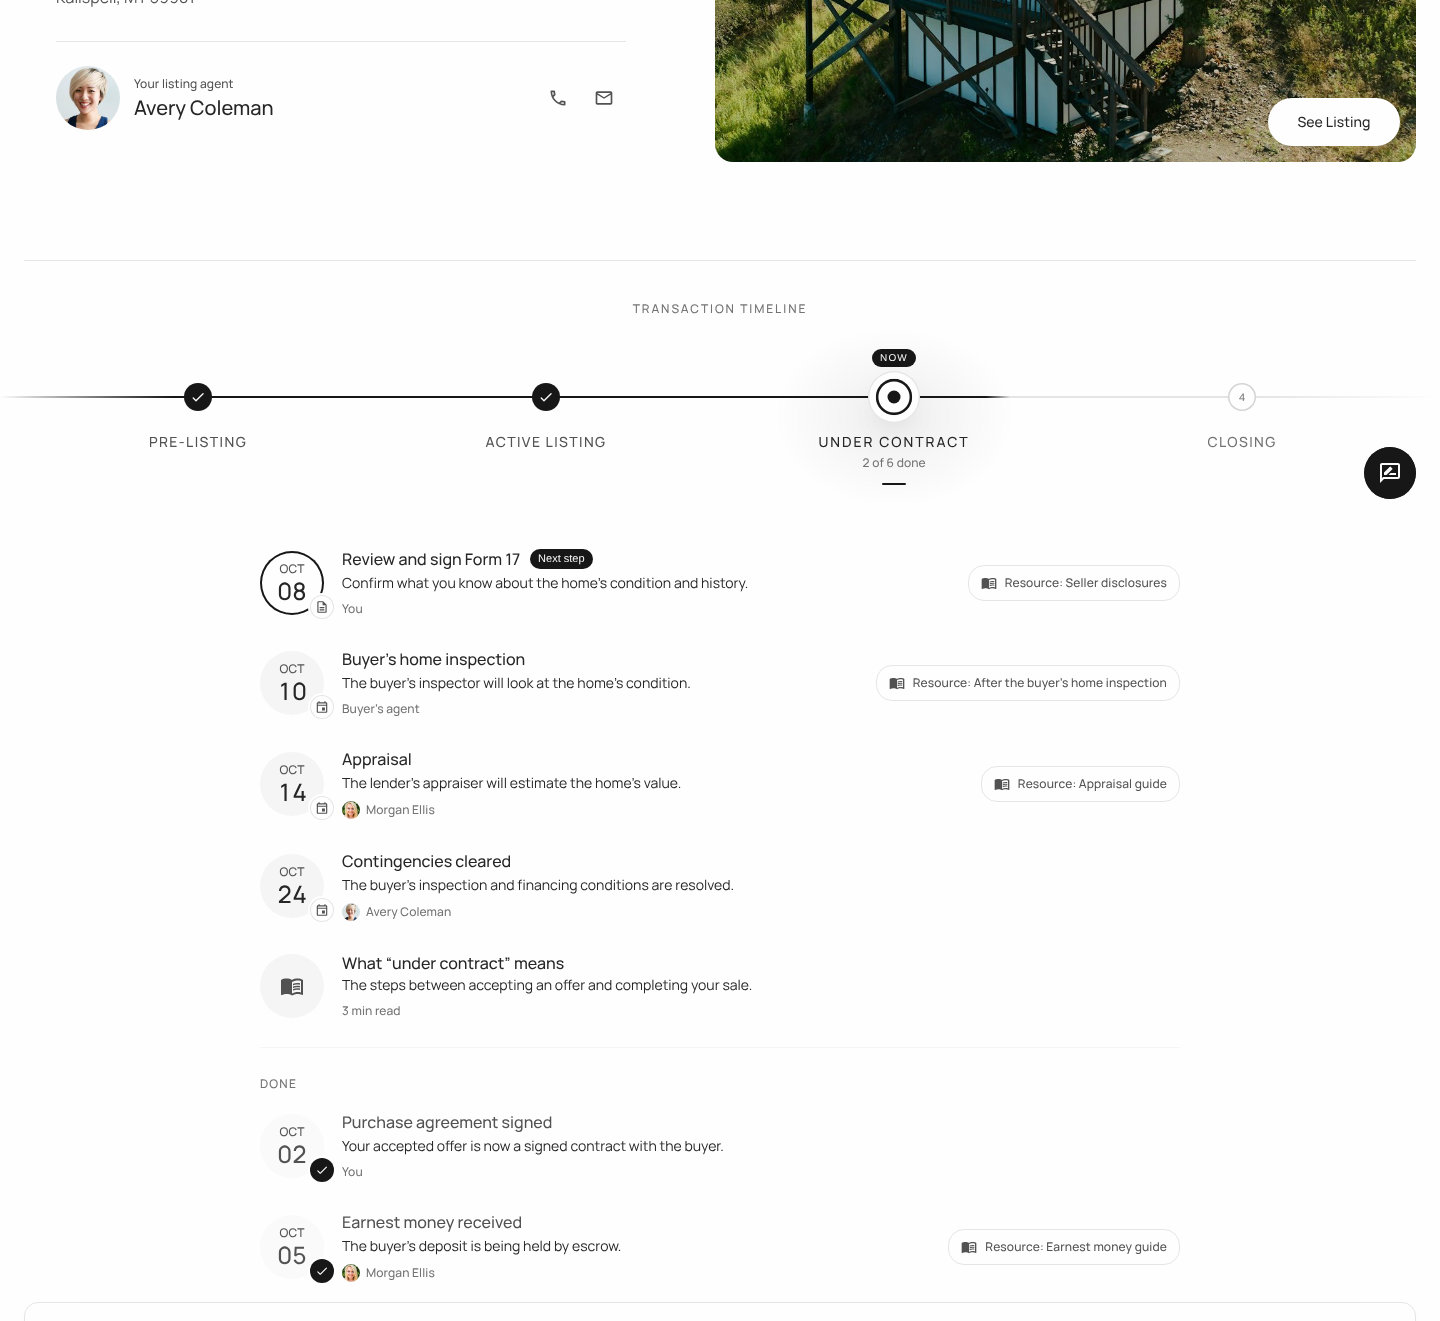 Your listing agent
Avery Coleman
See Listing
TRANSACTION TIMELINE
NOW
4
PRE-LISTING
ACTIVE LISTING
UNDER CONTRACT
CLOSING
2 of 6 done
OCT
08
Review and sign Form 17 Next step
Confirm what you know about the home’s condition and history.
You
Resource: Seller disclosures
OCT
10
Buyer’s home inspection
The buyer’s inspector will look at the home’s condition.
Buyer’s agent
Resource: After the buyer’s home inspection
OCT
14
Appraisal
The lender’s appraiser will estimate the home’s value.
Morgan Ellis
Resource: Appraisal guide
OCT
24
Contingencies cleared
The buyer’s inspection and financing conditions are resolved.
Avery Coleman
What “under contract” means
The steps between accepting an offer and completing your sale.
3 min read
DONE
OCT
02
Purchase agreement signed
Your accepted offer is now a signed contract with the buyer.
You
OCT
05
Earnest money received
The buyer’s deposit is being held by escrow.
Morgan Ellis
Resource: Earnest money guide